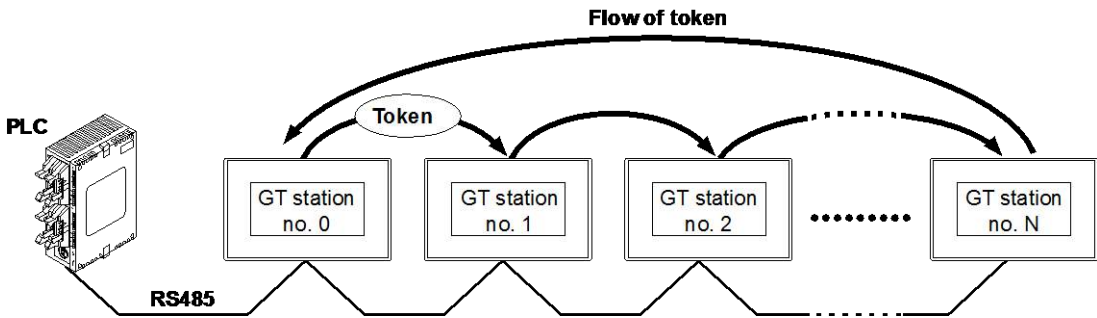 Flow of token
PLC
Token
GT station
no. 0
GT station
no. 1
GT station
no. 2
GT station
no. N
RS485